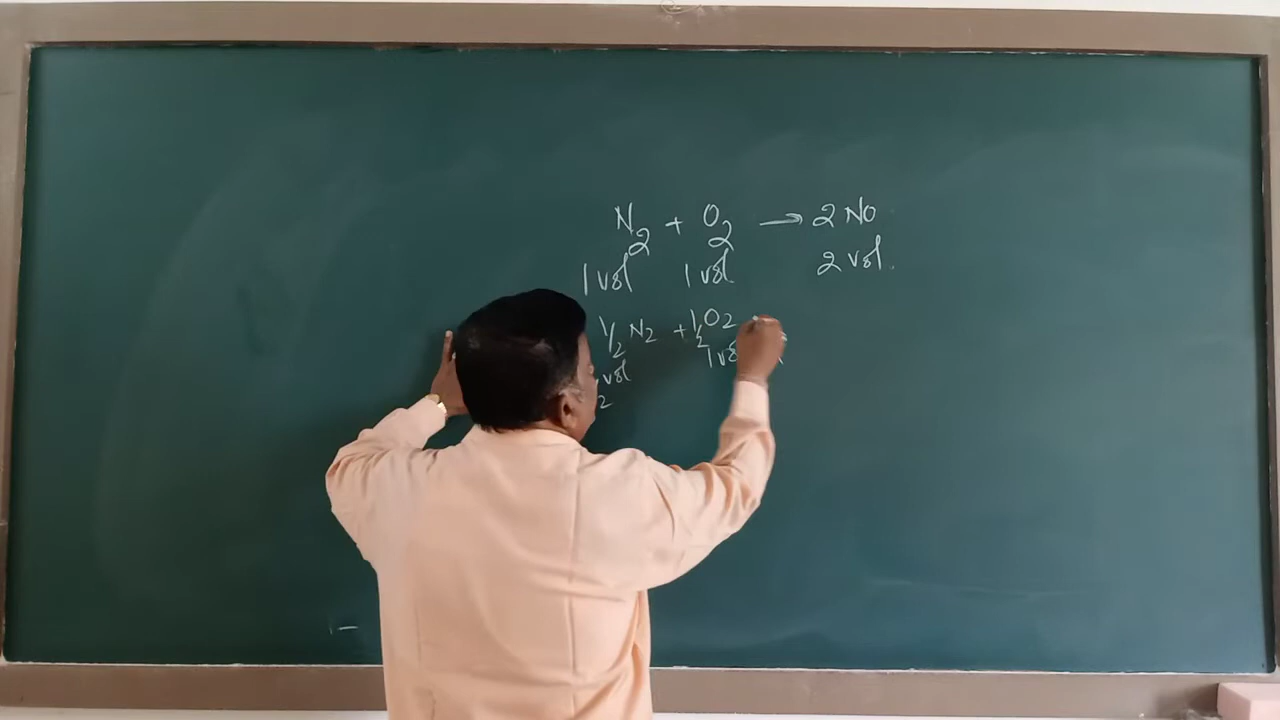 N2 + O2 → 2 NO
1 vol 1 vol 2 vol.
1/2 N2 + 1/2 O2
vol 1 vol
2